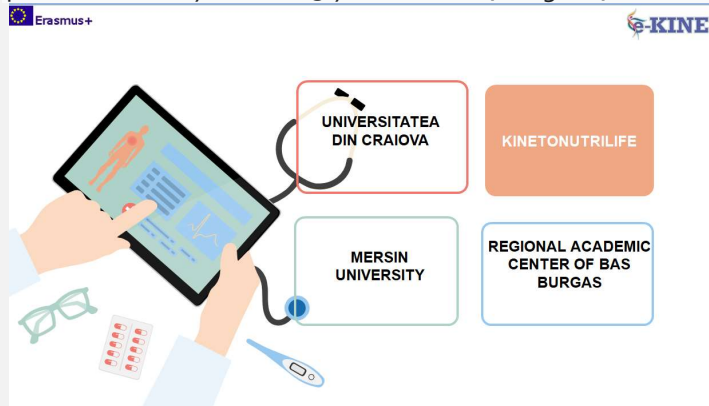 Erasmus+
e-KINE
UNIVERSITATEA
DIN CRAIOVA
KINETONUTRILIFE
MERSIN
UNIVERSITY
REGIONAL ACADEMIC
CENTER OF BAS
BURGAS